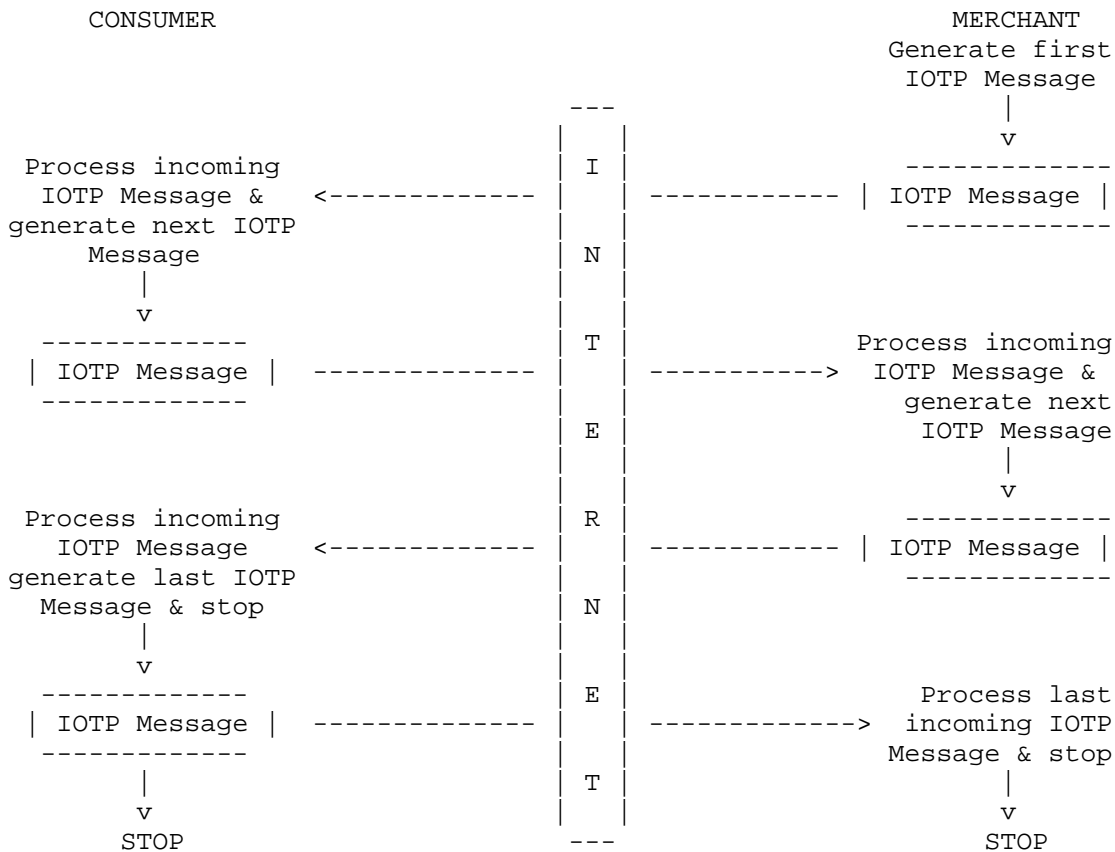 CONSUMER MERCHANT
Generate first
IOTP Message
---
| |
| | |
v
Process incoming | I | -------------
IOTP Message & <------------- | | ----------- | IOTP Message |
generate next IOTP | | -------------
Message | N |
| | |
v | |
------------- | T | Process incoming
| IOTP Message | -------------- | | -----------> IOTP Message &
------------- | | generate next
| E | IOTP Message
| | |
| | v
Process incoming | R | -------------
IOTP Message <------------- | | ----------- | IOTP Message |
generate last IOTP | | -------------
Message & stop | N |
| | |
v | |
------------- | E | Process last
| IOTP Message | -------------- | | -------------> incoming IOTP
------------- | | Message & stop
| | T | |
v | | v
STOP --- STOP